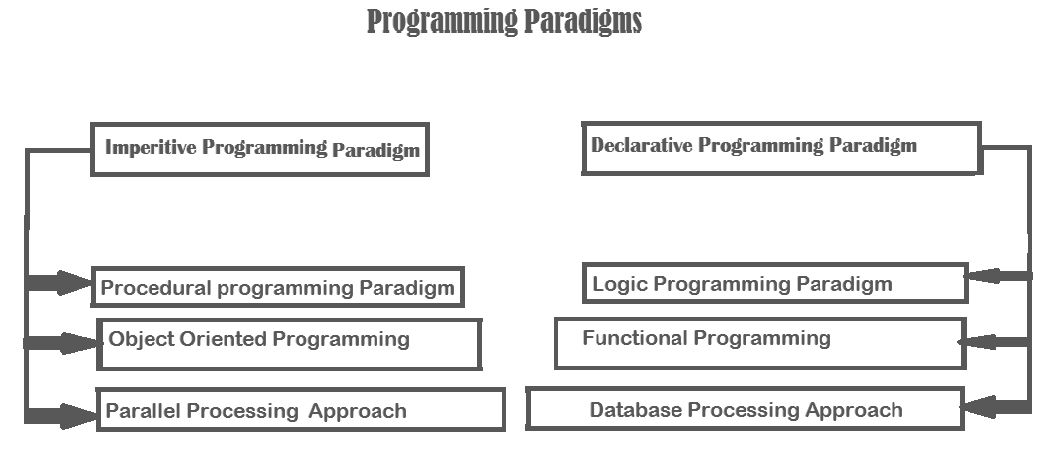 Programming Paradigms
Imperitive Programming Paradigm
Declarative Programming Paradigm
Procedural programming Paradigm
Logic Programming Paradigm
Object Oriented Programming
Functional Programming
Parallel Processing Approach
Database Processing Approach